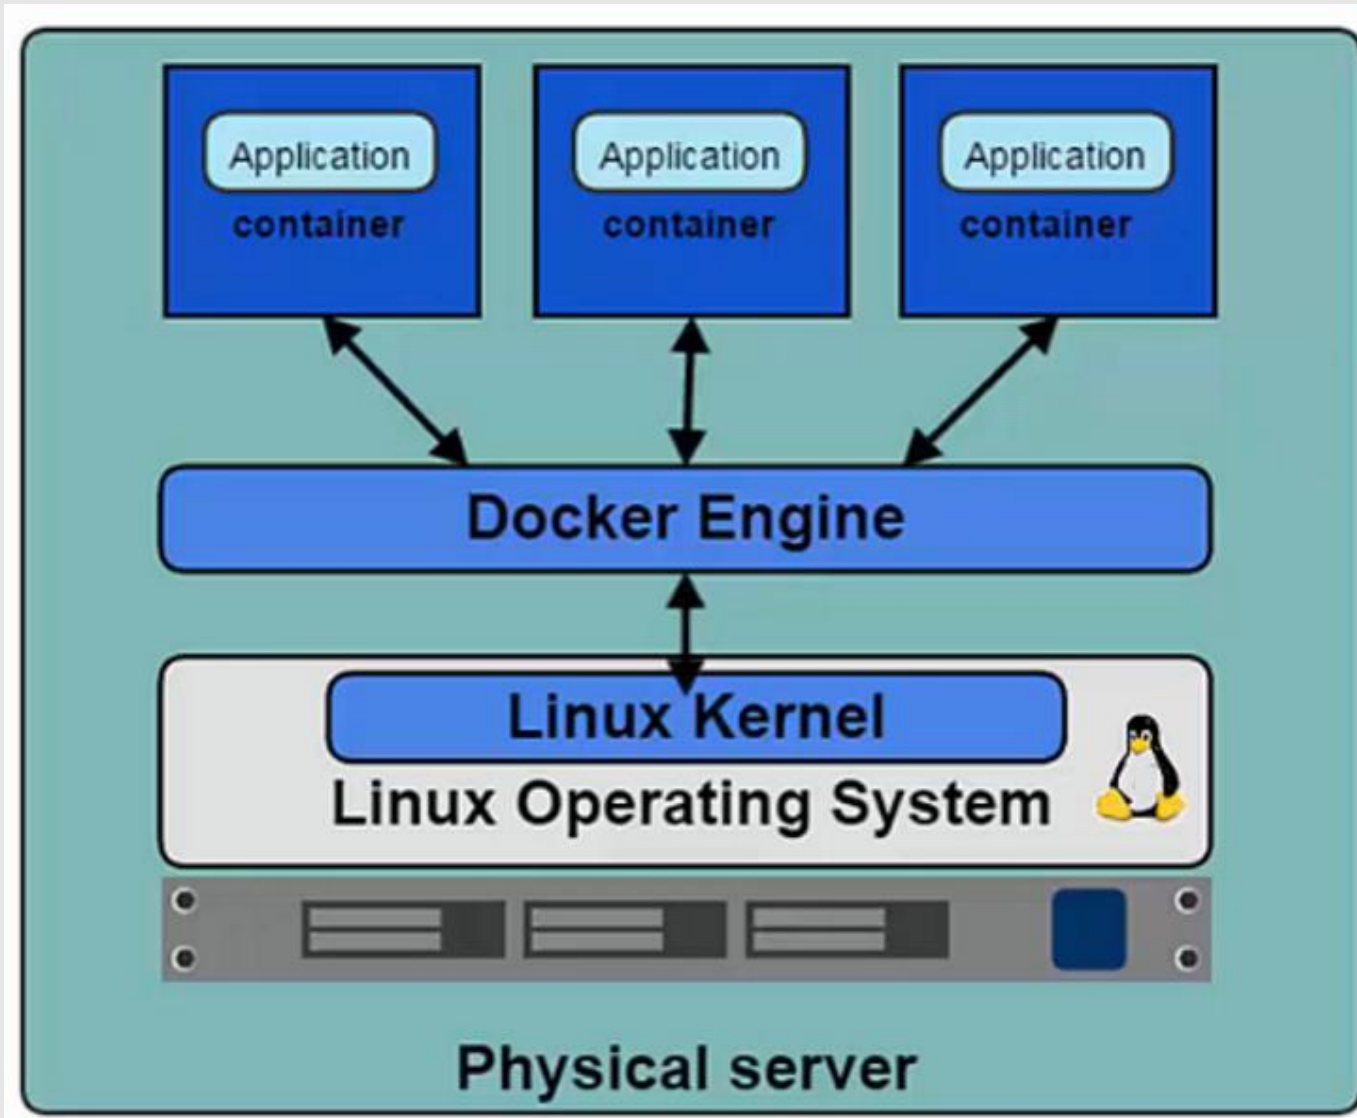 Application
container
Application
container
Application
container
Docker Engine
Linux Kernel
Linux Operating System
Physical server